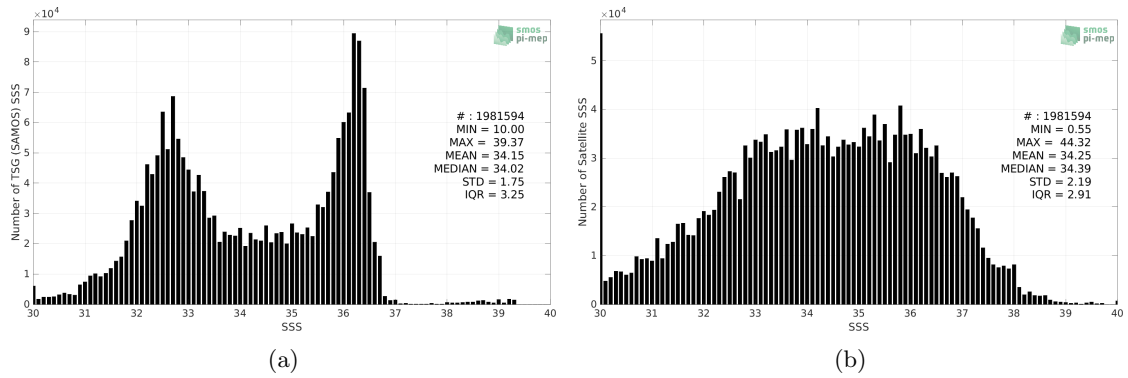 ×10⁴
9
8
7
6
5
4
3
2
1
0
30 31 32 33 34 35 36 37 38 39 40
SSS
Number of TSG (SAMOS) SSS
smos
pi-mep
# : 1981594
MIN = 10.00
MAX = 39.37
MEAN = 34.15
MEDIAN = 34.02
STD = 1.75
IQR = 3.25
(a)
×10⁴
5
4
3
2
1
0
30 31 32 33 34 35 36 37 38 39 40
SSS
Number of Satellite SSS
smos
pi-mep
# : 1981594
MIN = 0.55
MAX = 44.32
MEAN = 34.25
MEDIAN = 34.39
STD = 2.19
IQR = 2.91
(b)